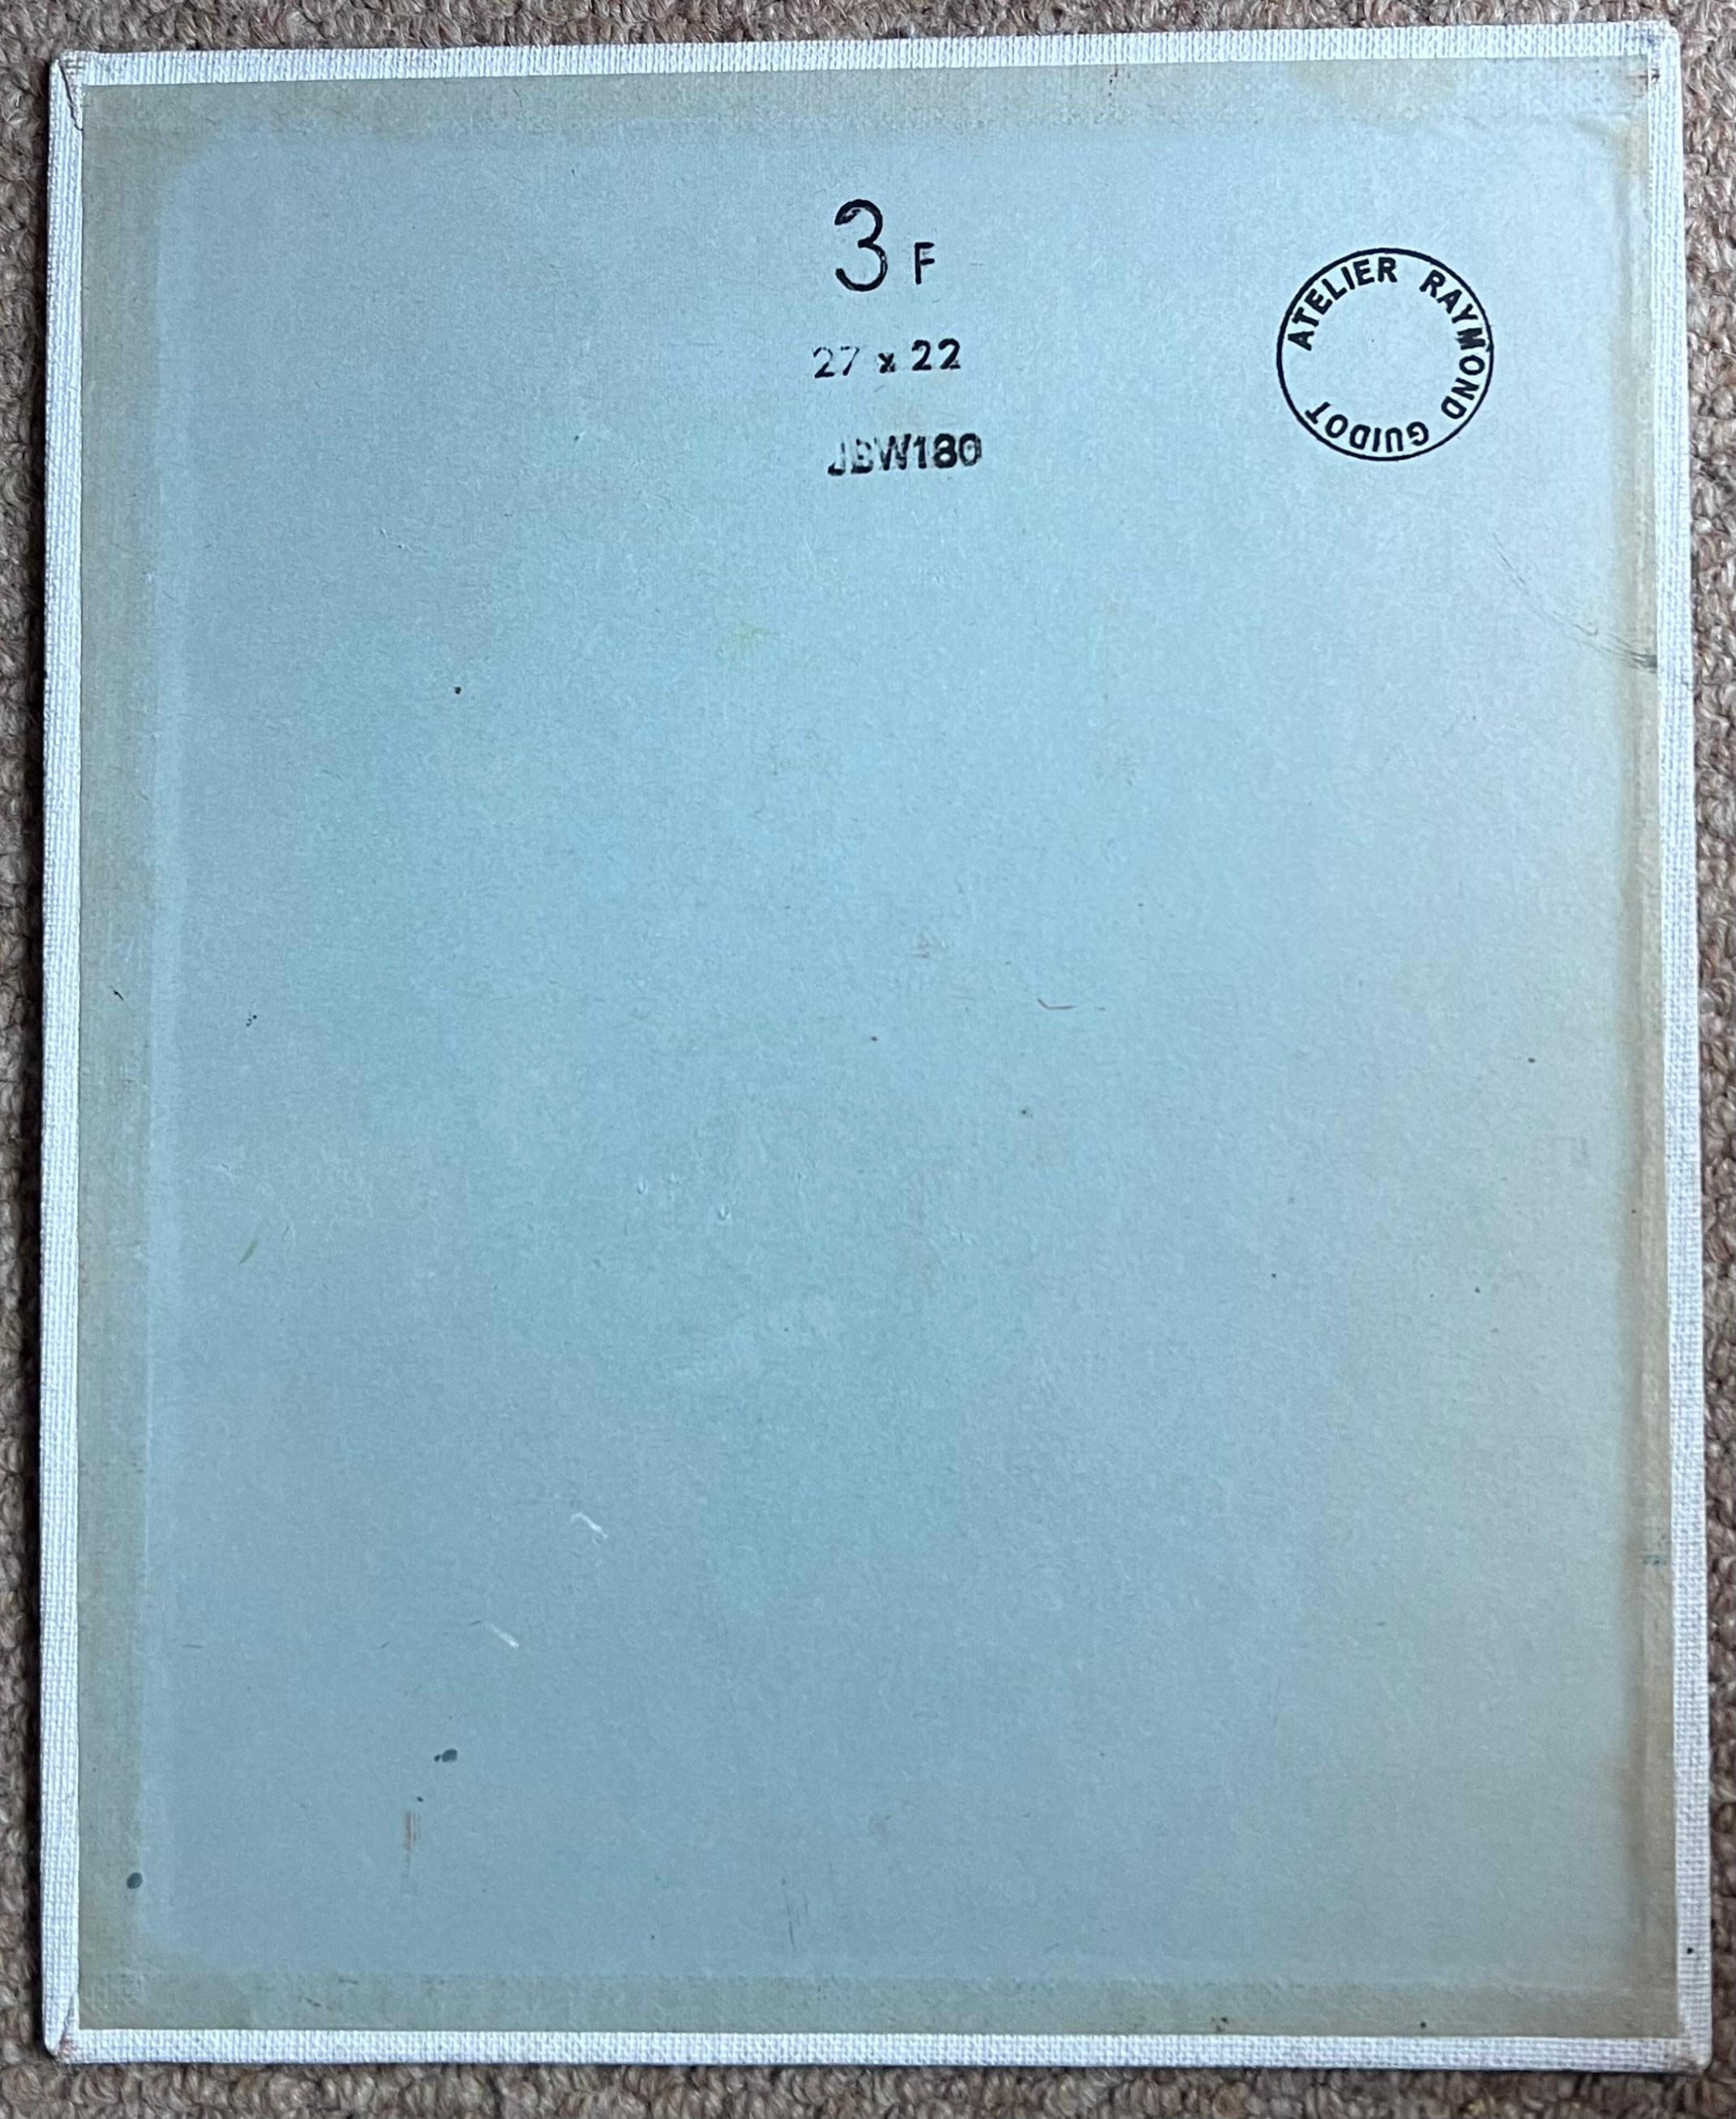 3 F
ATELIER RAYMOND GUIDOT
27 x 22
JBW180